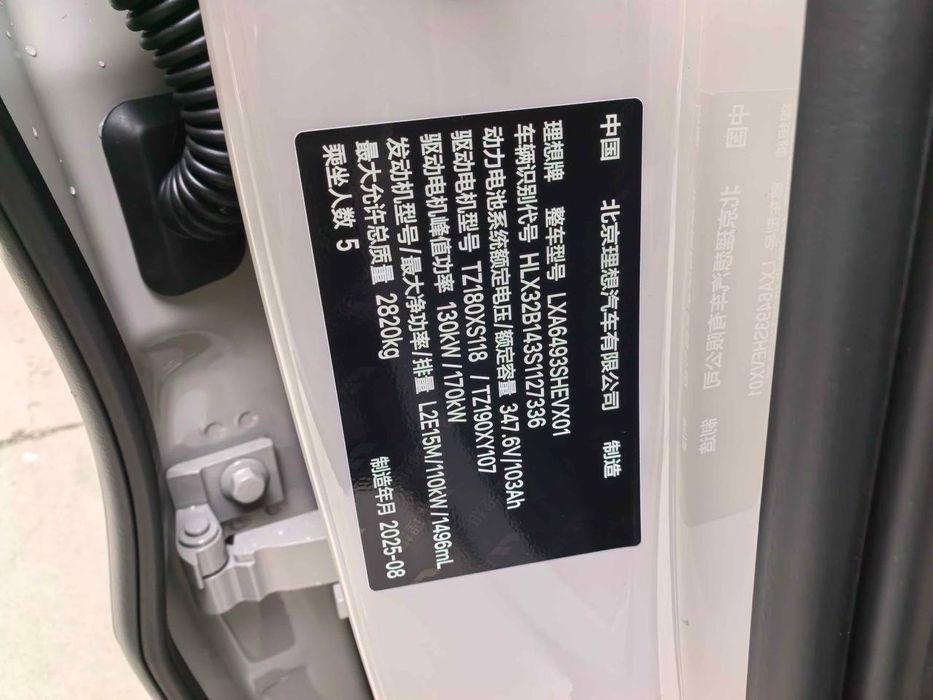 中国 北京理想汽车有限公司 制造
理想牌 整车型号 LXA6493SHEVX01
车辆识别代号 HLX32B143S1127336
动力电池系统额定电压/额定容量 347.6V/103Ah
驱动电机型号 TZ180XS118 / TZ190XY107
驱动电机峰值功率 130kW /170kW
发动机型号/最大净功率/排量 L2E15M/110kW/1496mL
最大允许总质量 2820kg
乘坐人数 5 制造年月 2025-08